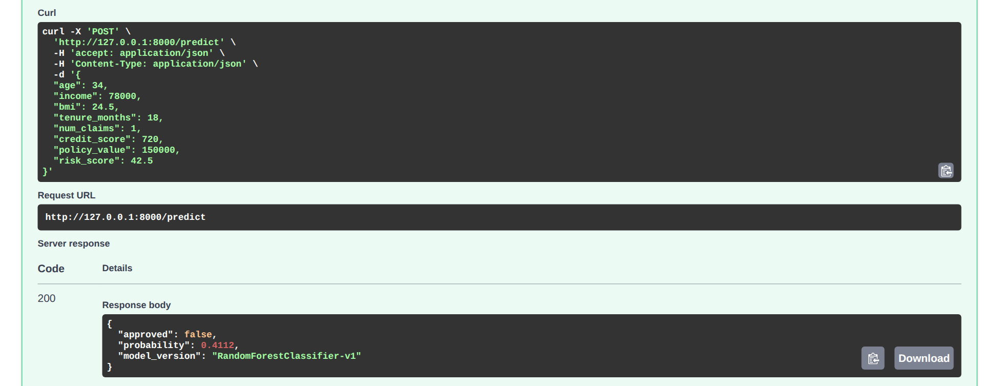 Curl
curl -X 'POST' \
  'http://127.0.0.1:8000/predict' \
  -H 'accept: application/json' \
  -H 'Content-Type: application/json' \
  -d '{
  "age": 34,
  "income": 78000,
  "bmi": 24.5,
  "tenure_months": 18,
  "num_claims": 1,
  "credit_score": 720,
  "policy_value": 150000,
  "risk_score": 42.5
}'
Request URL
http://127.0.0.1:8000/predict
Server response
Code Details
200
Response body
{
  "approved": false,
  "probability": 0.4112,
  "model_version": "RandomForestClassifier-v1"
}
Download